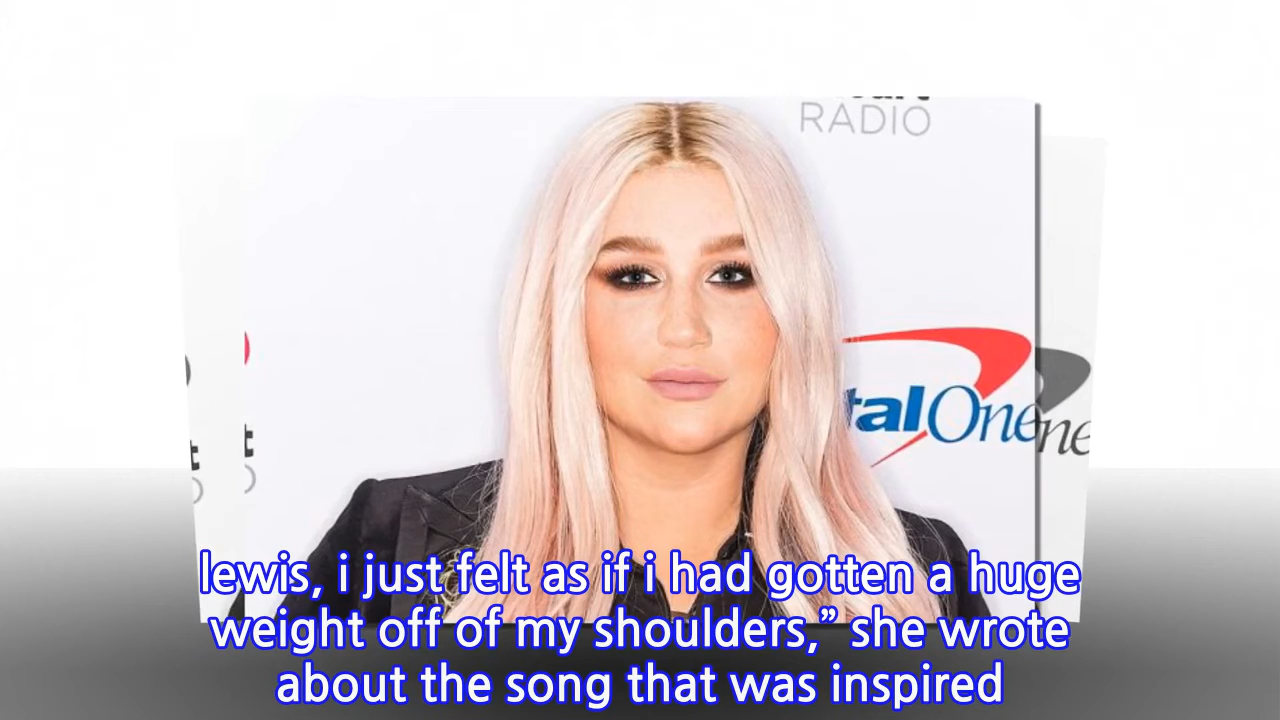 RADIO
talOne
ne
t
t
lewis, i just felt as if i had gotten a huge
weight off of my shoulders,” she wrote
about the song that was inspired